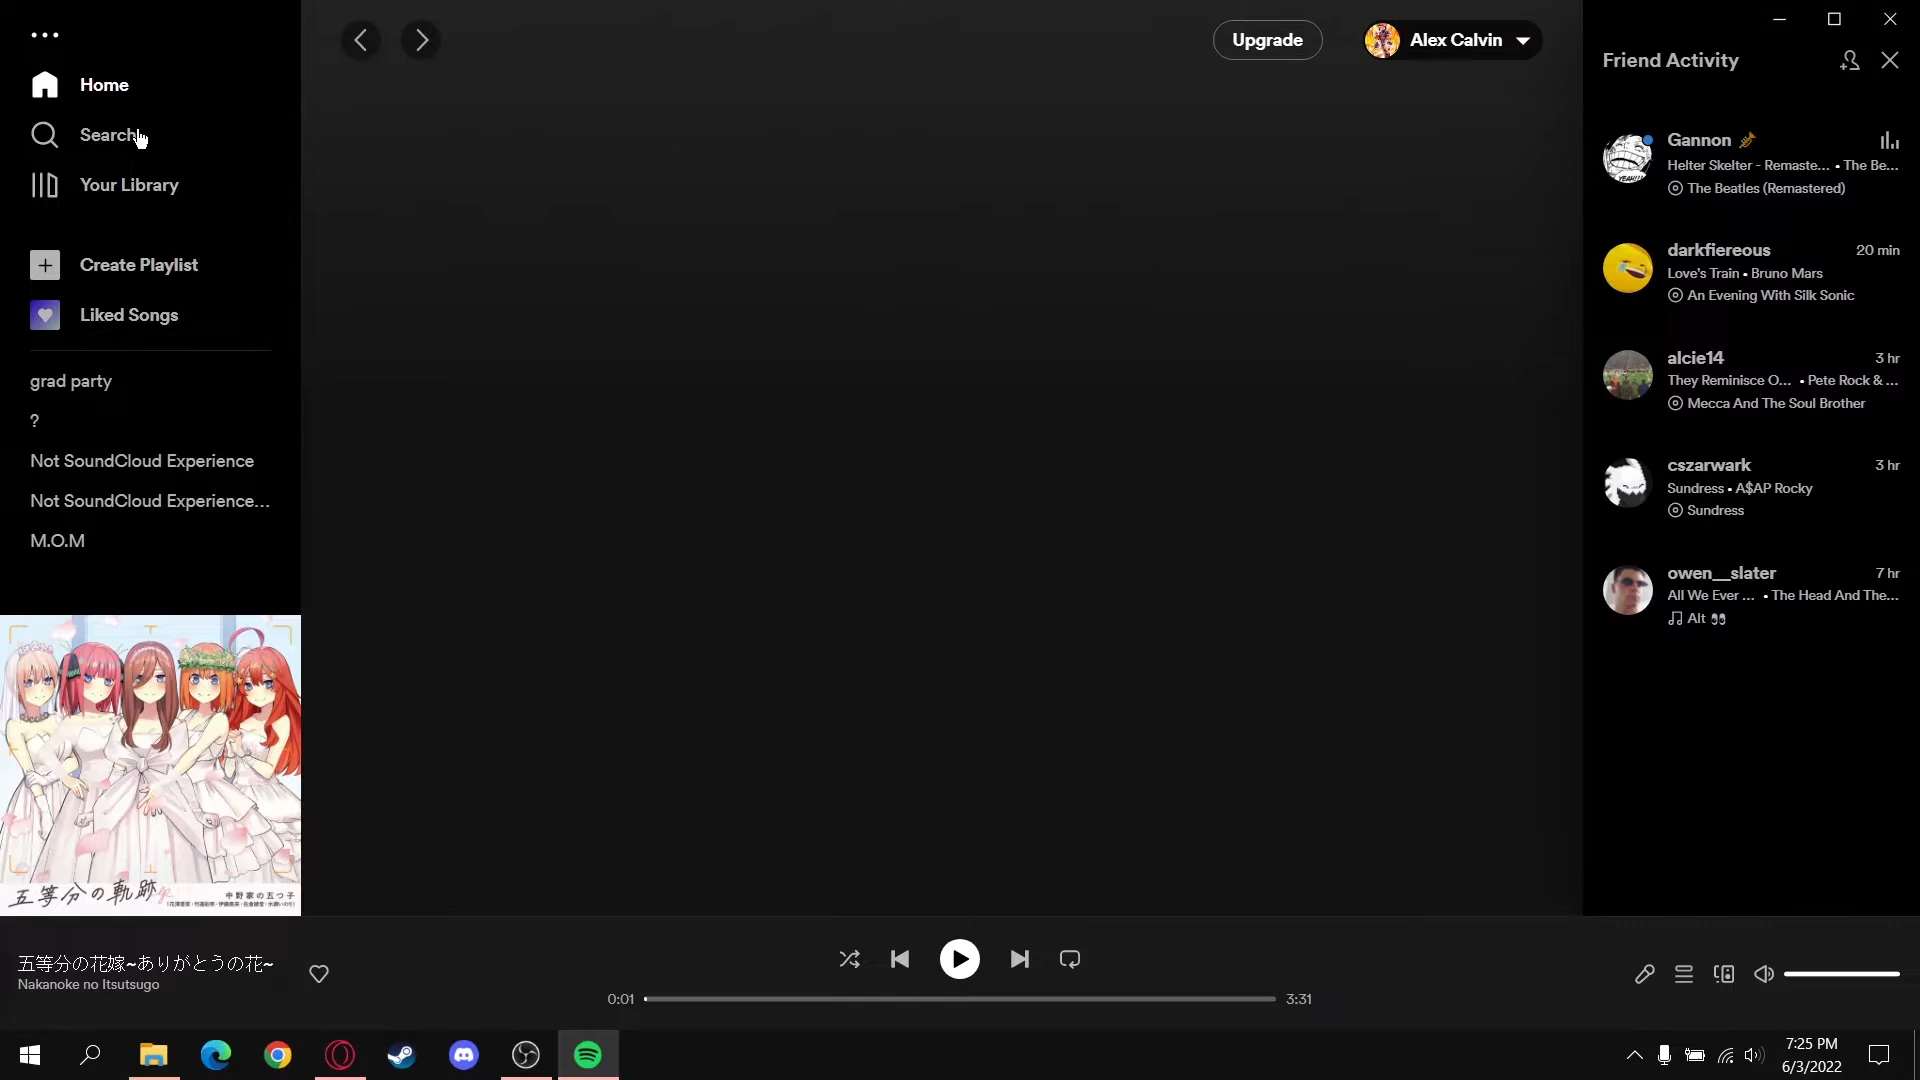 Home
Search
Your Library
Create Playlist
Liked Songs
grad party
?
Not SoundCloud Experience
Not SoundCloud Experience...
M.O.M
五等分の軌跡
中野家の五つ子
五等分の花嫁~ありがとうの花~
Nakanoke no Itsutsugo
Upgrade
Alex Calvin
0:01
3:31
Friend Activity
Gannon 🎺
Helter Skelter - Remaste... • The Be...
The Beatles (Remastered)
YEAH!!!
darkfiereous 20 min
Love's Train • Bruno Mars
An Evening With Silk Sonic
alcie14 3 hr
They Reminisce O... • Pete Rock & ...
Mecca And The Soul Brother
cszarwark 3 hr
Sundress • A$AP Rocky
Sundress
owen__slater 7 hr
All We Ever ... • The Head And The...
Alt 👀
7:25 PM
6/3/2022